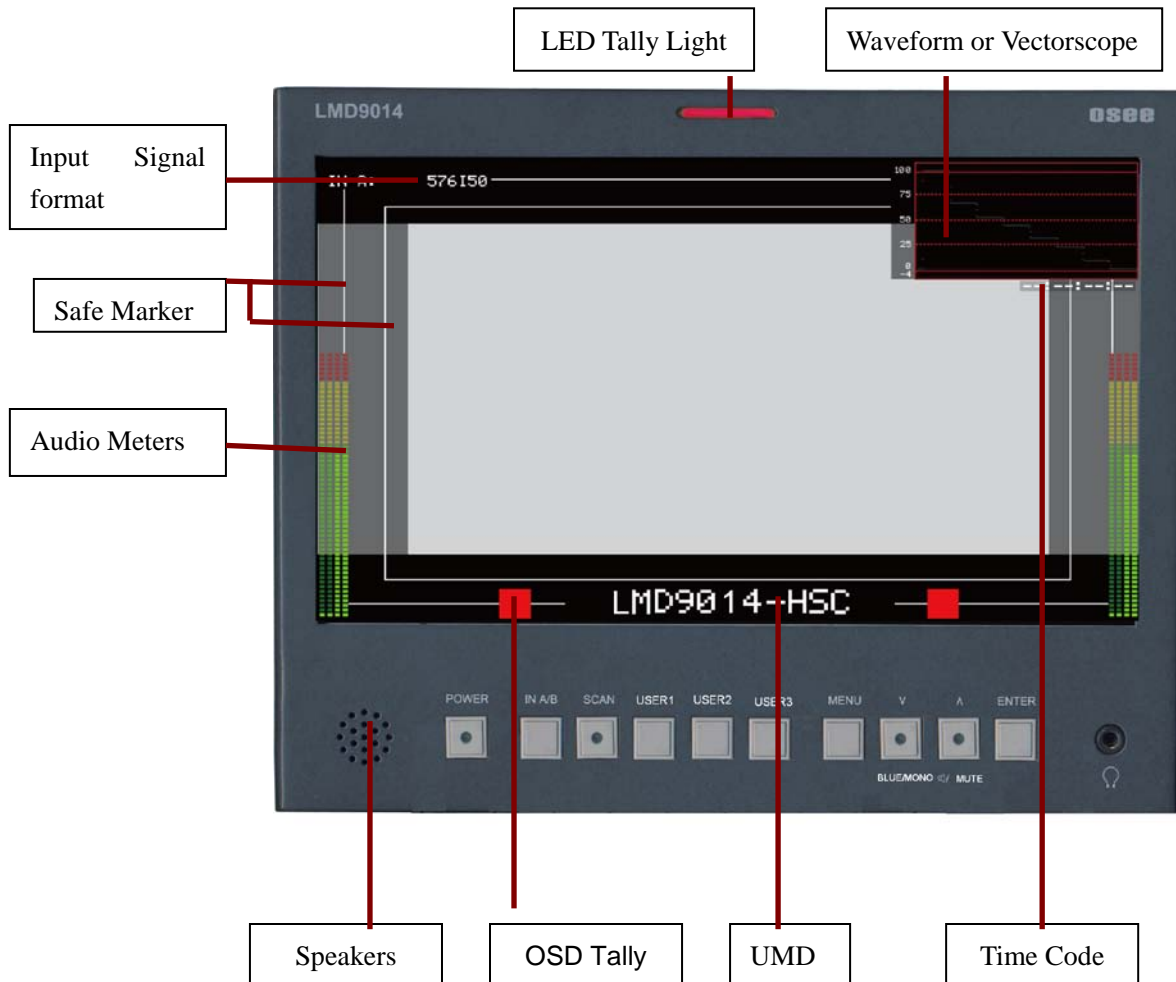 LED Tally Light
Waveform or Vectorscope
LMD9014
osee
Input Signal
format
IN A: 576I50
100
75
50
25
0
-4
Safe Marker
--:--:--:--
Audio Meters
LMD9014-HSC
POWER IN A/B SCAN USER1 USER2 USER3 MENU V Λ ENTER
BLUE/MONO MUTE
Speakers
OSD Tally
UMD
Time Code